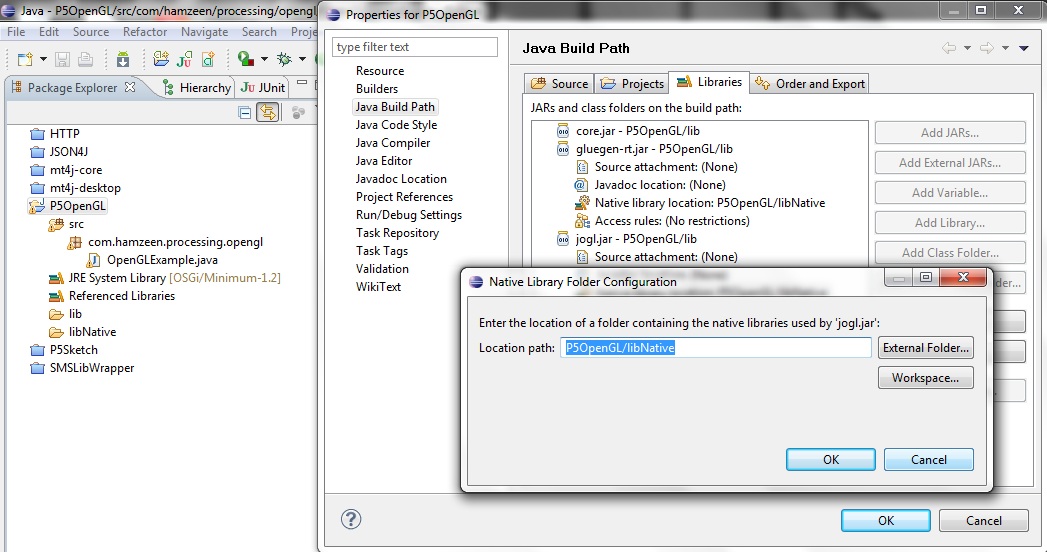 Java - P5OpenGL/src/com/hamzeen/processing/opengl
File Edit Source Refactor Navigate Search Proje
Package Explorer Hierarchy JUnit
HTTP
JSON4J
mt4j-core
mt4j-desktop
P5OpenGL
src
com.hamzeen.processing.opengl
OpenGLExample.java
JRE System Library [OSGi/Minimum-1.2]
Referenced Libraries
lib
libNative
P5Sketch
SMSLibWrapper
Properties for P5OpenGL
type filter text
Resource
Builders
Java Build Path
Java Code Style
Java Compiler
Java Editor
Javadoc Location
Project References
Run/Debug Settings
Task Repository
Task Tags
Validation
WikiText
Java Build Path
Source Projects Libraries Order and Export
JARs and class folders on the build path:
core.jar - P5OpenGL/lib
gluegen-rt.jar - P5OpenGL/lib
Source attachment: (None)
Javadoc location: (None)
Native library location: P5OpenGL/libNative
Access rules: (No restrictions)
jogl.jar - P5OpenGL/lib
Source attachment: (None)
Add JARs...
Add External JARs...
Add Variable...
Add Library...
Add Class Folder...
der...
Native Library Folder Configuration
Enter the location of a folder containing the native libraries used by 'jogl.jar':
Location path: P5OpenGL/libNative External Folder...
Workspace...
OK Cancel
OK Cancel